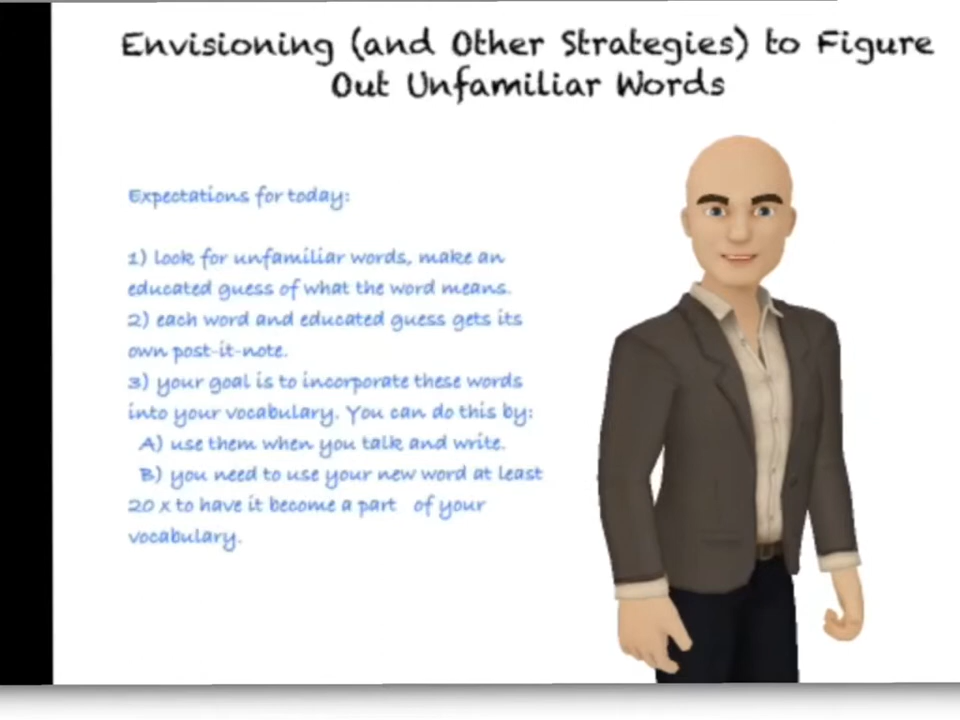 Envisioning (and Other Strategies) to Figure
Out Unfamiliar Words
Expectations for today:
1) look for unfamiliar words, make an
educated guess of what the word means.
2) each word and educated guess gets its
own post-it-note.
3) your goal is to incorporate these words
into your vocabulary. You can do this by:
A) use them when you talk and write.
B) you need to use your new word at least
20 x to have it become a part of your
vocabulary.